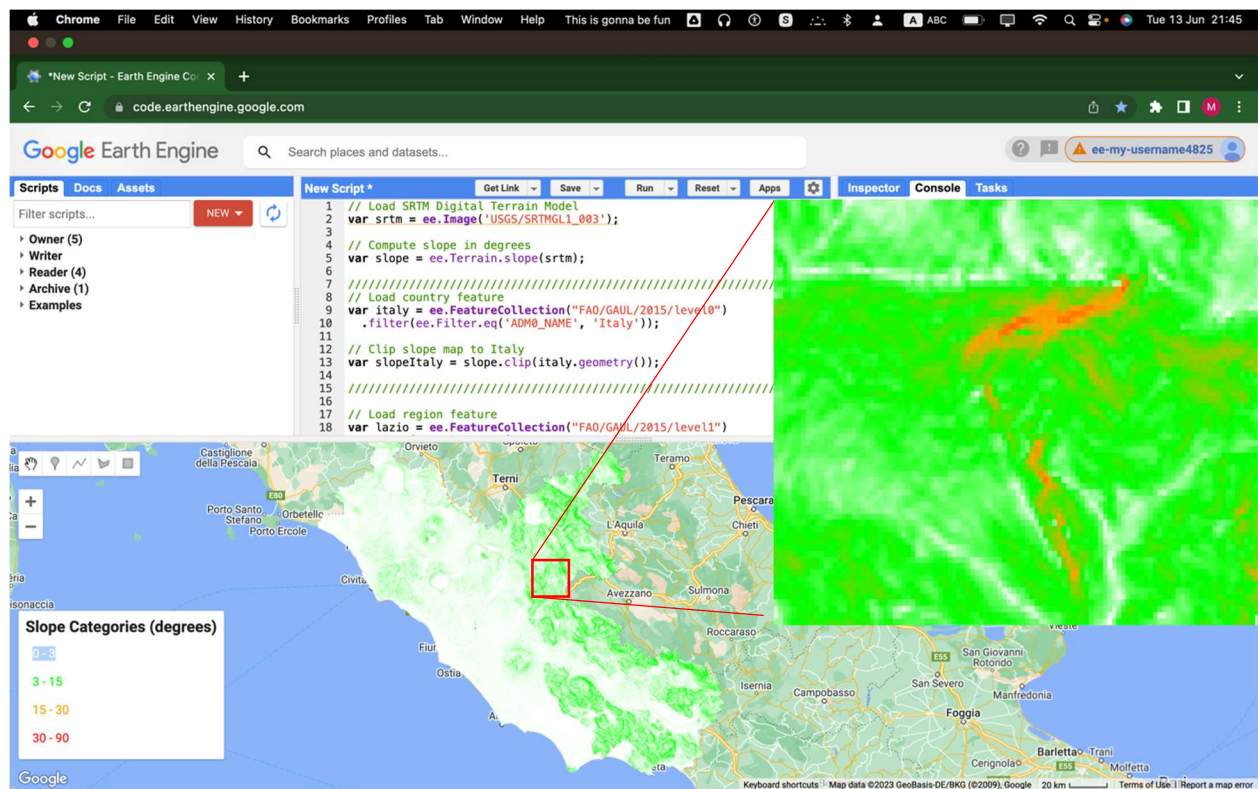 Chrome File Edit View History Bookmarks Profiles Tab Window Help This is gonna be fun S A ABC Tue 13 Jun 21:45
*New Script - Earth Engine Co
code.earthengine.google.com
M
Google Earth Engine
Search places and datasets...
ee-my-username4825
Scripts Docs Assets
New Script *
Get Link Save Run Reset Apps
Inspector Console Tasks
Filter scripts...
NEW
Owner (5)
Writer
Reader (4)
Archive (1)
Examples
1 // Load SRTM Digital Terrain Model
2 var srtm = ee.Image('USGS/SRTMGL1_003');
3
4 // Compute slope in degrees
5 var slope = ee.Terrain.slope(srtm);
6
7 ////////////////////////////////////////////////////////////////
8 // Load country feature
9 var italy = ee.FeatureCollection("FAO/GAUL/2015/level0")
10 .filter(ee.Filter.eq('ADM0_NAME', 'Italy'));
11
12 // Clip slope map to Italy
13 var slopeItaly = slope.clip(italy.geometry());
14
15 ////////////////////////////////////////////////////////////////
16
17 // Load region feature
18 var lazio = ee.FeatureCollection("FAO/GAUL/2015/level1")
Castiglione
della Pescaia
Orvieto
Teramo
Terni
E80
Pescara
Porto Santo
Stefano
Orbetello
Porto Ercole
L'Aquila
Chieti
Civita
Avezzano
Sulmona
isonaccia
Roccaraso
Fiur
Ostia
Vieste
E55
San Giovanni
Rotondo
Isernia
Campobasso
San Severo
Manfredonia
Foggia
Barletta
Trani
Cerignola
E55
Molfetta
Slope Categories (degrees)
0 - 3
3 - 15
15 - 30
30 - 90
Google
Keyboard shortcuts Map data ©2023 GeoBasis-DE/BKG (©2009), Google 20 km Terms of Use Report a map error